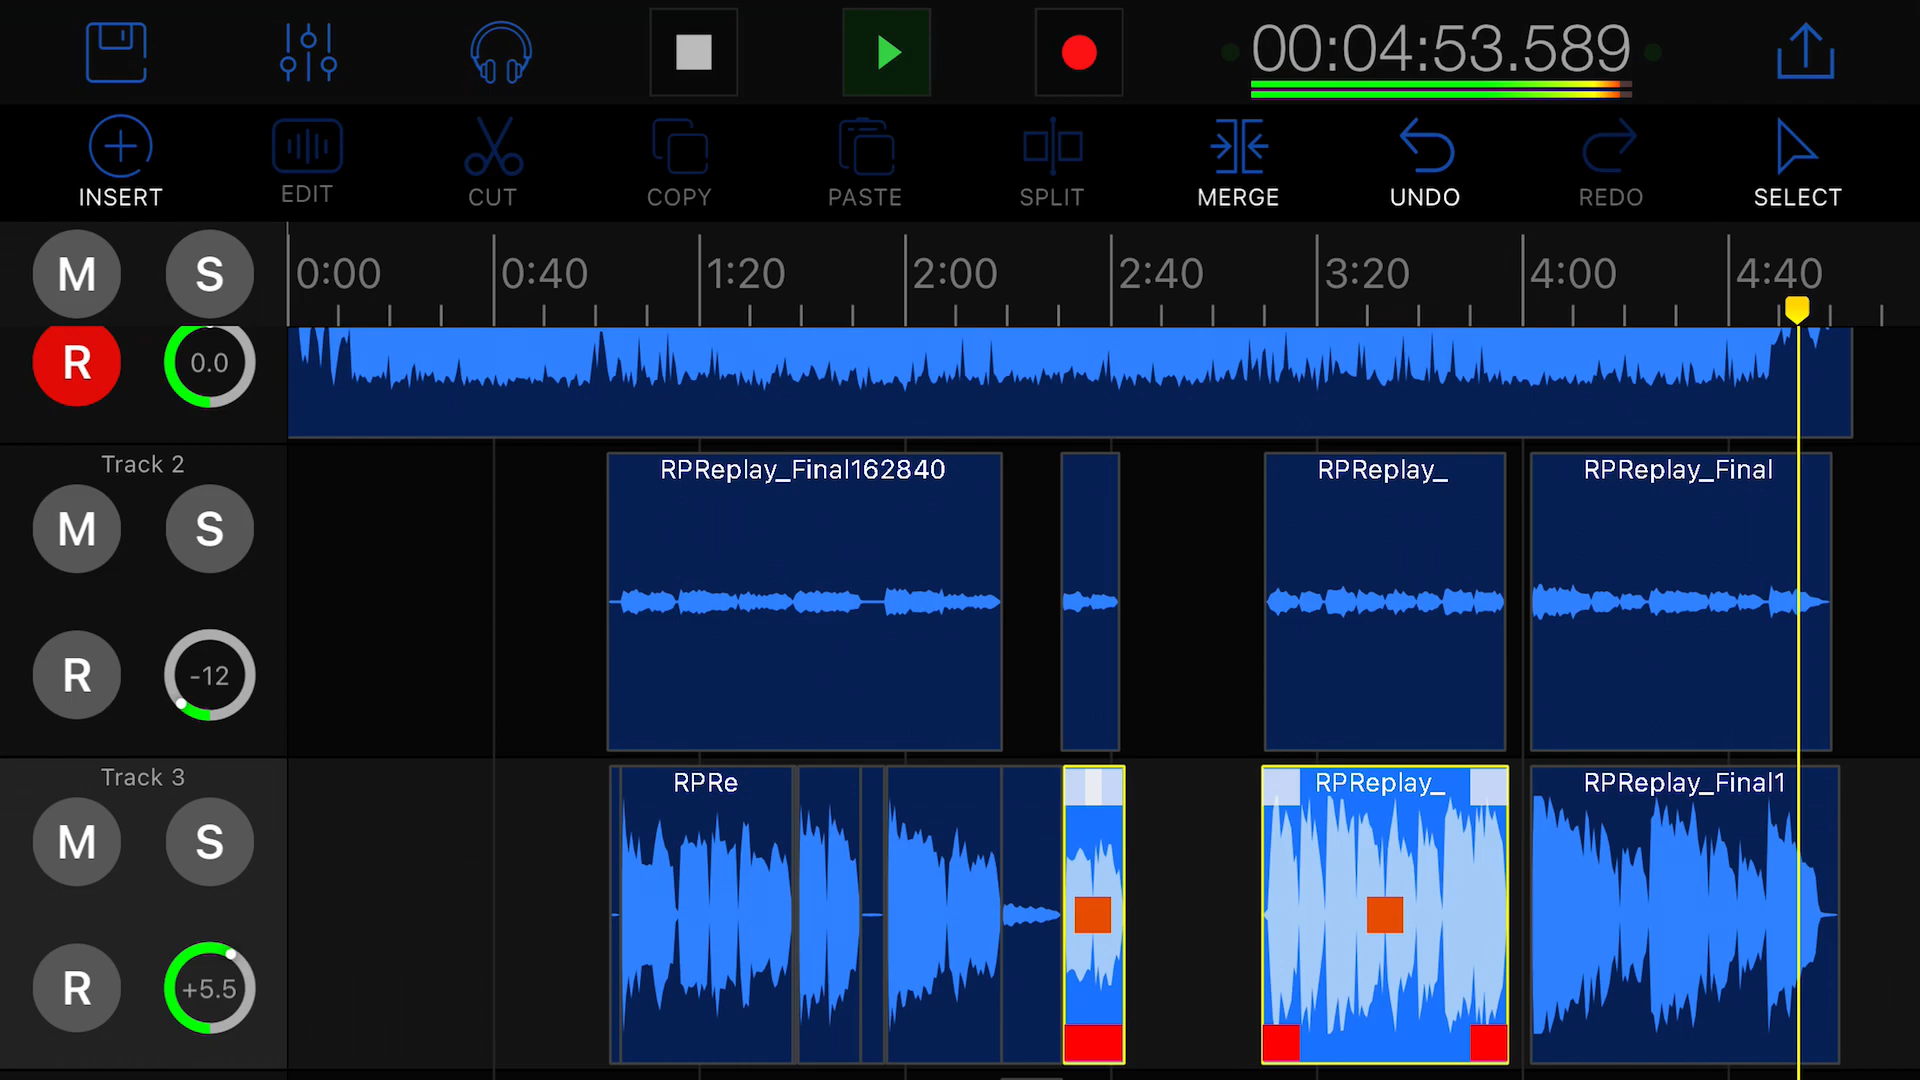 00:04:53.589
INSERT EDIT CUT COPY PASTE SPLIT MERGE UNDO REDO SELECT
M S 0:00 0:40 1:20 2:00 2:40 3:20 4:00 4:40
R 0.0
Track 2 RPReplay_Final162840 RPReplay_ RPReplay_Final
M S
R -12
Track 3 RPRe RPReplay_ RPReplay_Final1
M S
R +5.5